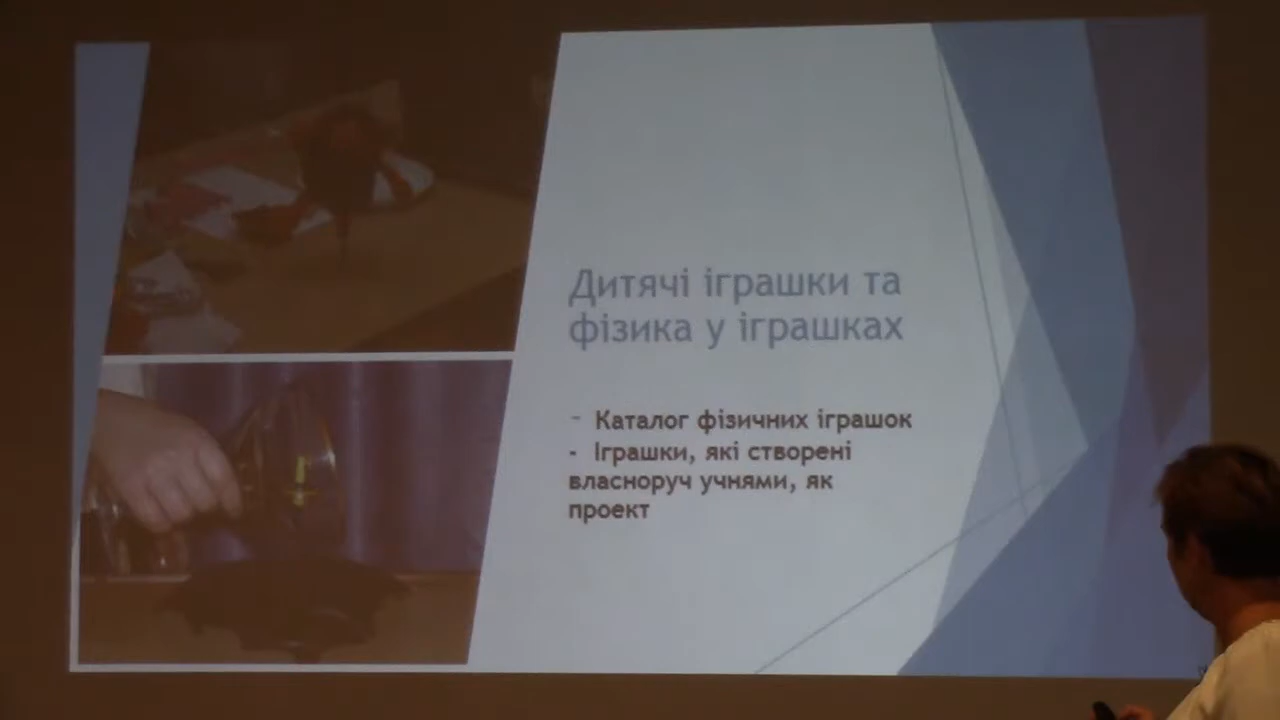 Дитячі іграшки та
фізика у іграшках
- Каталог фізичних іграшок
- Іграшки, які створені
власноруч учнями, як
проект